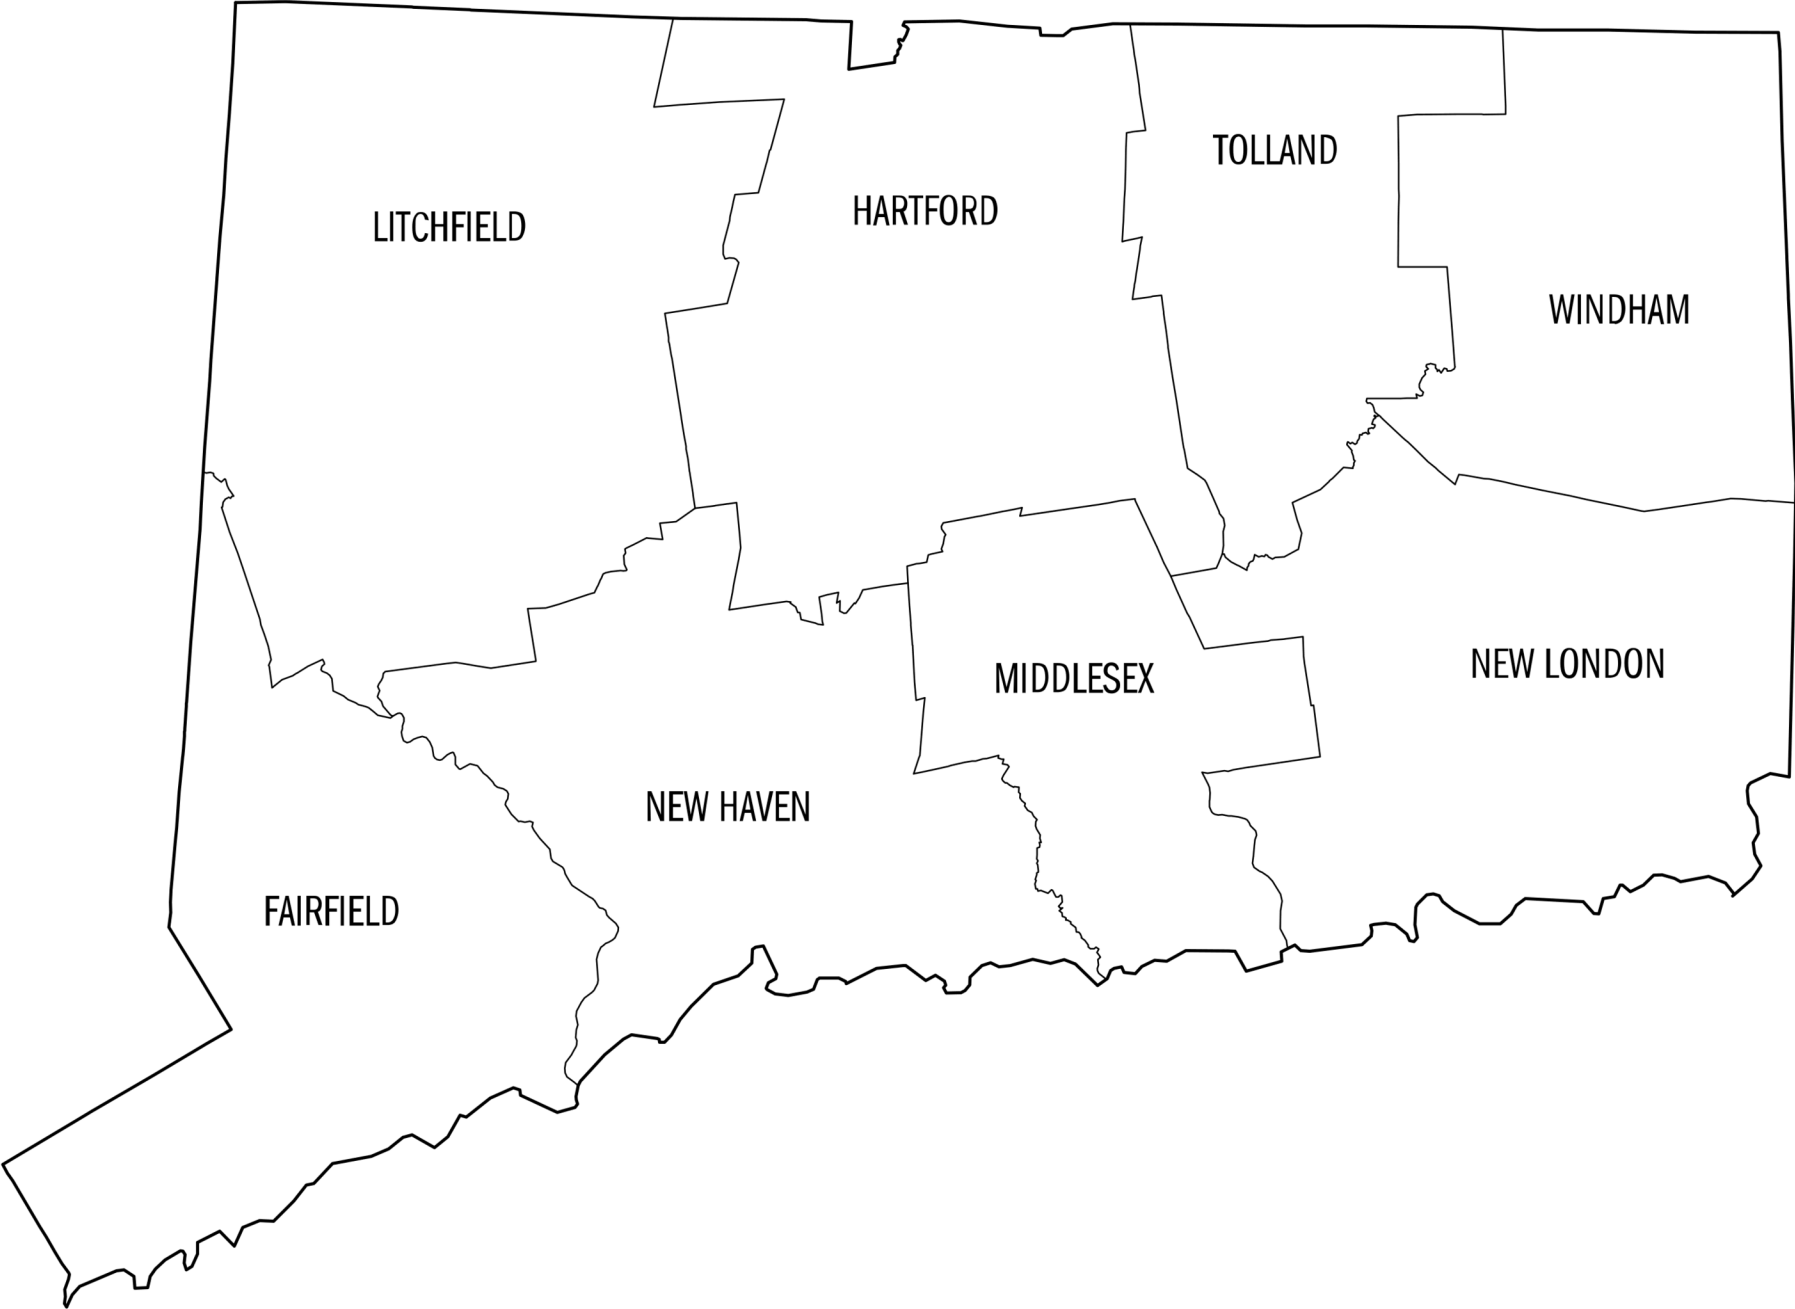 TOLLAND
HARTFORD
LITCHFIELD
WINDHAM
NEW LONDON
MIDDLESEX
NEW HAVEN
FAIRFIELD